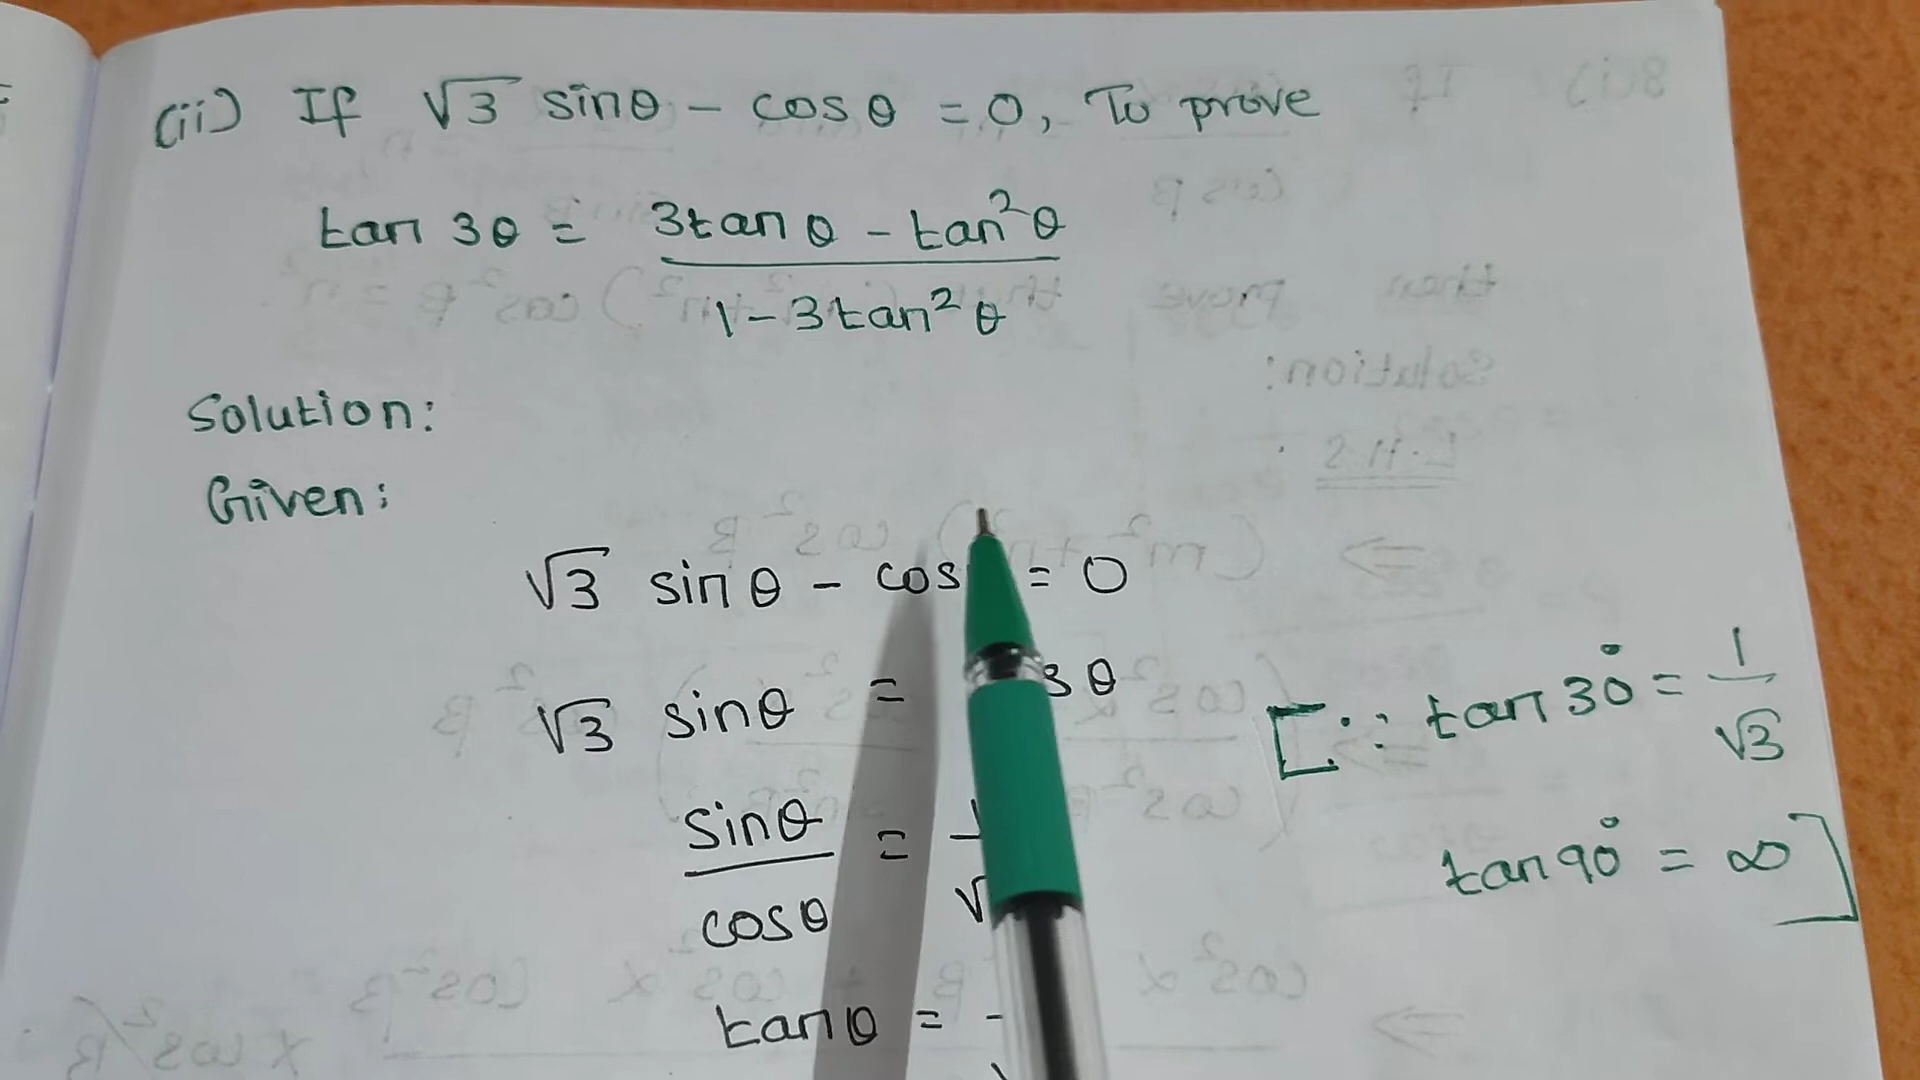 (ii) If √3 sinθ - cosθ = 0, To prove
tan 3θ = 3tanθ - tan²θ
1 - 3tan²θ
Solution:
Given:
√3 sinθ - cos = 0
√3 sinθ = sθ
[∵ tan 30° = 1/√3
sinθ =
cosθ √
tan 90° = ∞]
tanθ =